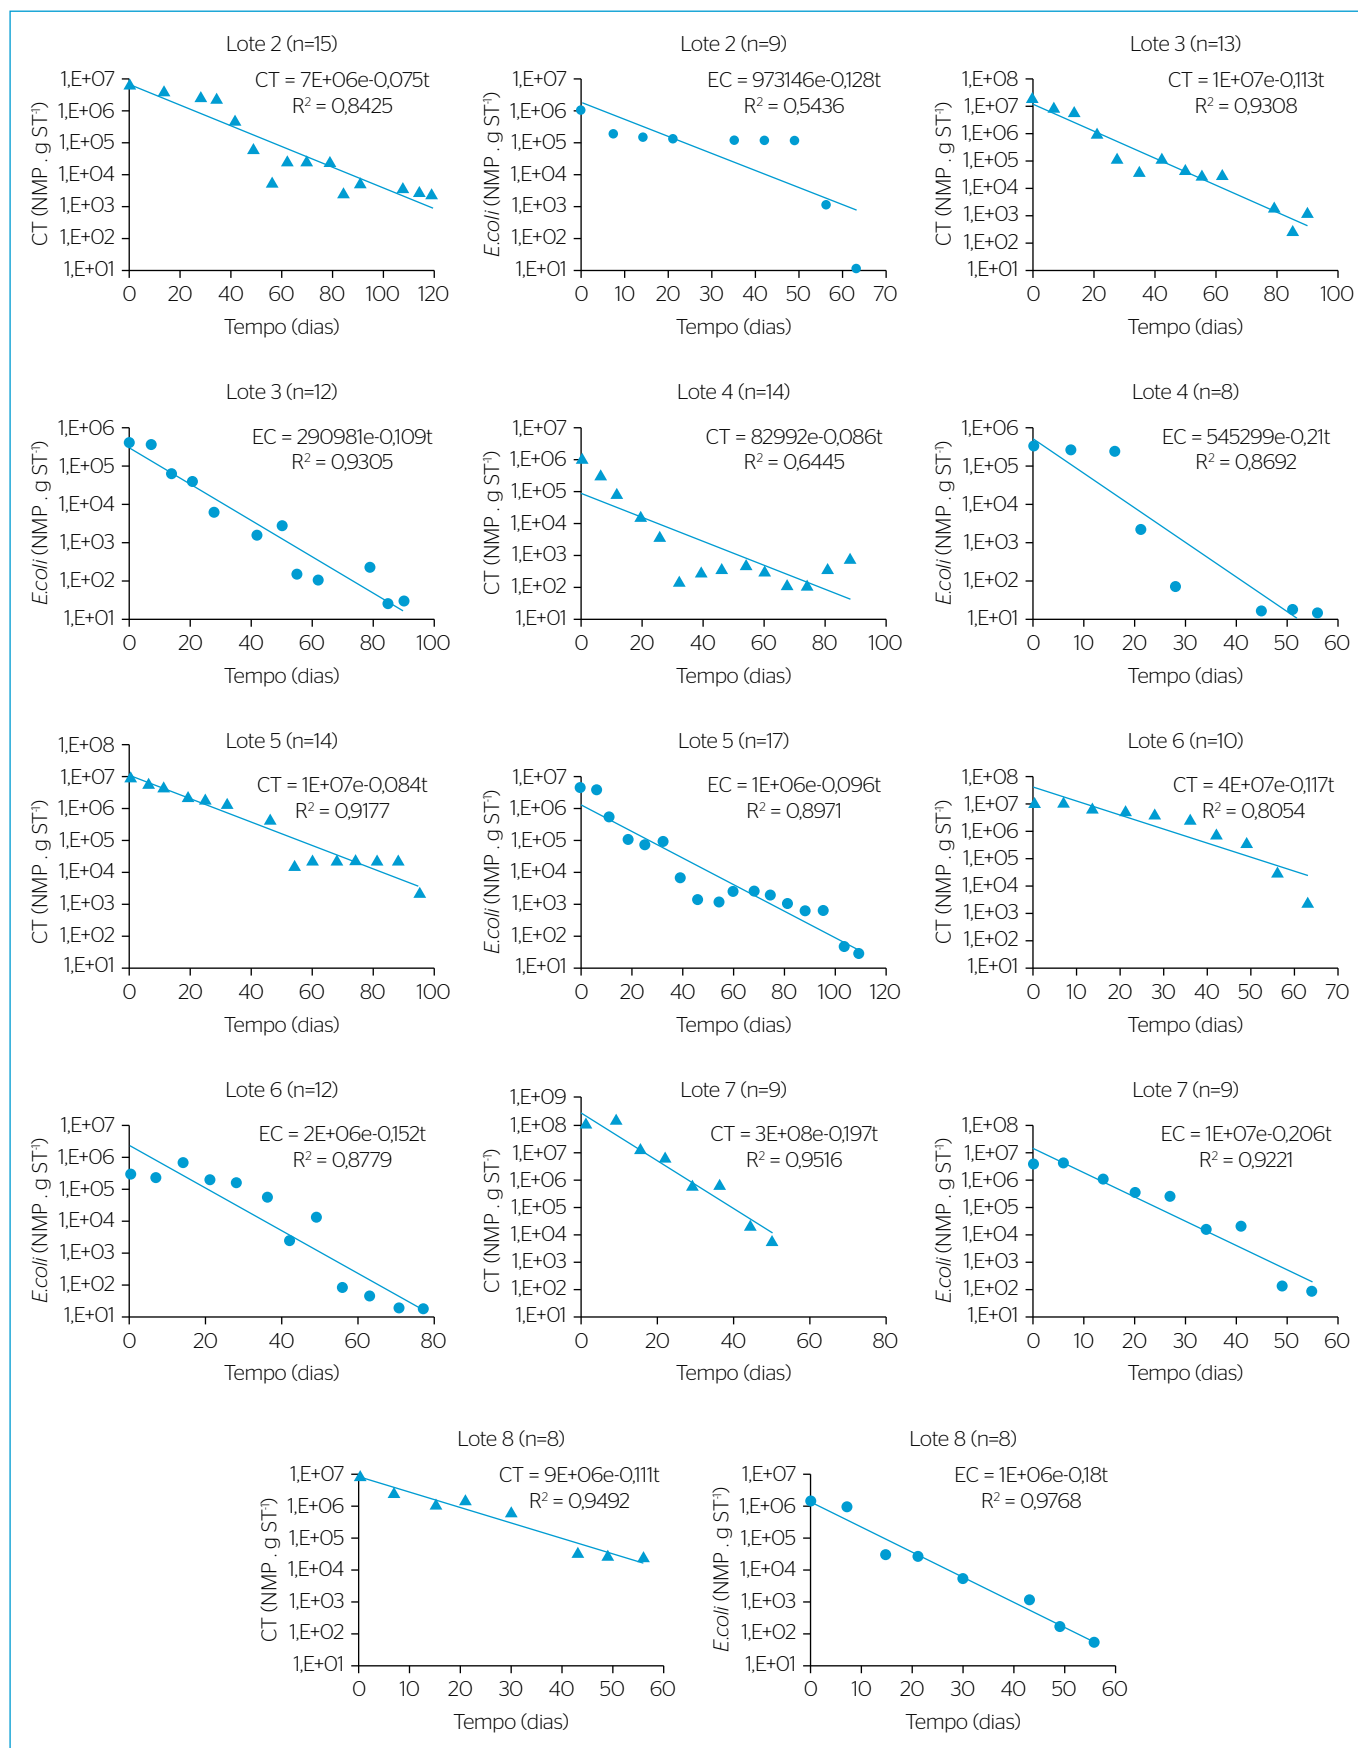 Lote 2 (n=15)
CT = 7E+06e-0,075t
R² = 0,8425
CT (NMP . g ST⁻¹)
1,E+07
1,E+06
1,E+05
1,E+04
1,E+03
1,E+02
1,E+01
0 20 40 60 80 100 120
Tempo (dias)
Lote 2 (n=9)
EC = 973146e-0,128t
R² = 0,5436
E.coli (NMP . g ST⁻¹)
1,E+07
1,E+06
1,E+05
1,E+04
1,E+03
1,E+02
1,E+01
0 10 20 30 40 50 60 70
Tempo (dias)
Lote 3 (n=13)
CT = 1E+07e-0,113t
R² = 0,9308
CT (NMP . g ST⁻¹)
1,E+08
1,E+07
1,E+06
1,E+05
1,E+04
1,E+03
1,E+02
1,E+01
0 20 40 60 80 100
Tempo (dias)
Lote 3 (n=12)
EC = 290981e-0,109t
R² = 0,9305
E.coli (NMP . g ST⁻¹)
1,E+06
1,E+05
1,E+04
1,E+03
1,E+02
1,E+01
0 20 40 60 80 100
Tempo (dias)
Lote 4 (n=14)
CT = 82992e-0,086t
R² = 0,6445
CT (NMP . g ST⁻¹)
1,E+07
1,E+06
1,E+05
1,E+04
1,E+03
1,E+02
1,E+01
0 20 40 60 80 100
Tempo (dias)
Lote 4 (n=8)
EC = 545299e-0,21t
R² = 0,8692
E.coli (NMP . g ST⁻¹)
1,E+06
1,E+05
1,E+04
1,E+03
1,E+02
1,E+01
0 10 20 30 40 50 60
Tempo (dias)
Lote 5 (n=14)
CT = 1E+07e-0,084t
R² = 0,9177
CT (NMP . g ST⁻¹)
1,E+08
1,E+07
1,E+06
1,E+05
1,E+04
1,E+03
1,E+02
1,E+01
0 20 40 60 80 100
Tempo (dias)
Lote 5 (n=17)
EC = 1E+06e-0,096t
R² = 0,8971
E.coli (NMP . g ST⁻¹)
1,E+07
1,E+06
1,E+05
1,E+04
1,E+03
1,E+02
1,E+01
0 20 40 60 80 100 120
Tempo (dias)
Lote 6 (n=10)
CT = 4E+07e-0,117t
R² = 0,8054
CT (NMP . g ST⁻¹)
1,E+08
1,E+07
1,E+06
1,E+05
1,E+04
1,E+03
1,E+02
1,E+01
0 10 20 30 40 50 60 70
Tempo (dias)
Lote 6 (n=12)
EC = 2E+06e-0,152t
R² = 0,8779
E.coli (NMP . g ST⁻¹)
1,E+07
1,E+06
1,E+05
1,E+04
1,E+03
1,E+02
1,E+01
0 20 40 60 80
Tempo (dias)
Lote 7 (n=9)
CT = 3E+08e-0,197t
R² = 0,9516
CT (NMP . g ST⁻¹)
1,E+09
1,E+08
1,E+07
1,E+06
1,E+05
1,E+04
1,E+03
1,E+02
1,E+01
0 20 40 60 80
Tempo (dias)
Lote 7 (n=9)
EC = 1E+07e-0,206t
R² = 0,9221
E.coli (NMP . g ST⁻¹)
1,E+08
1,E+07
1,E+06
1,E+05
1,E+04
1,E+03
1,E+02
1,E+01
0 10 20 30 40 50 60
Tempo (dias)
Lote 8 (n=8)
CT = 9E+06e-0,111t
R² = 0,9492
CT (NMP . g ST⁻¹)
1,E+07
1,E+06
1,E+05
1,E+04
1,E+03
1,E+02
1,E+01
0 10 20 30 40 50 60
Tempo (dias)
Lote 8 (n=8)
EC = 1E+06e-0,18t
R² = 0,9768
E.coli (NMP . g ST⁻¹)
1,E+07
1,E+06
1,E+05
1,E+04
1,E+03
1,E+02
1,E+01
0 10 20 30 40 50 60
Tempo (dias)